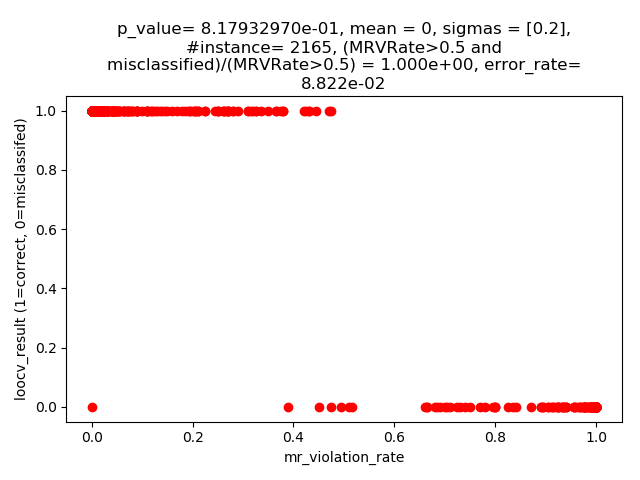 p_value= 8.17932970e-01, mean = 0, sigmas = [0.2],
#instance= 2165, (MRVRate>0.5 and
misclassified)/(MRVRate>0.5) = 1.000e+00, error_rate=
8.822e-02
loocv_result (1=correct, 0=misclassifed)
1.0
0.8
0.6
0.4
0.2
0.0
0.0 0.2 0.4 0.6 0.8 1.0
mr_violation_rate